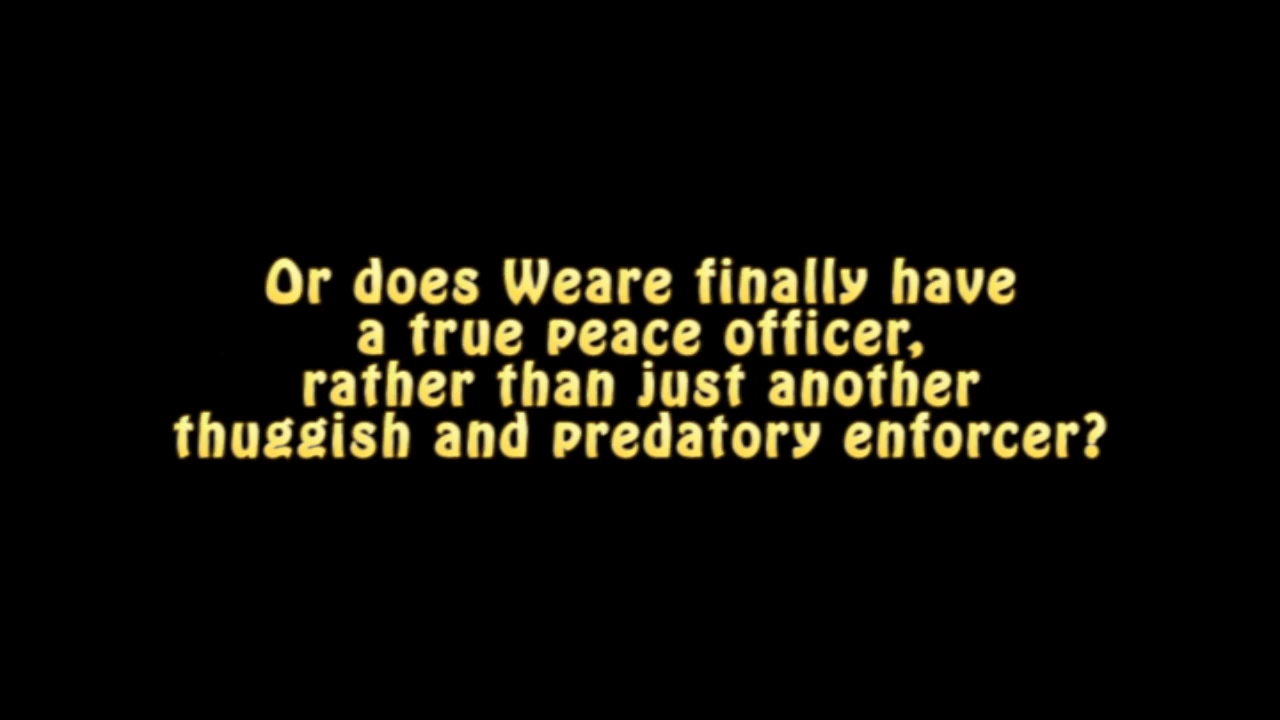 Or does Weare finally have
a true peace officer,
rather than just another
thuggish and predatory enforcer?